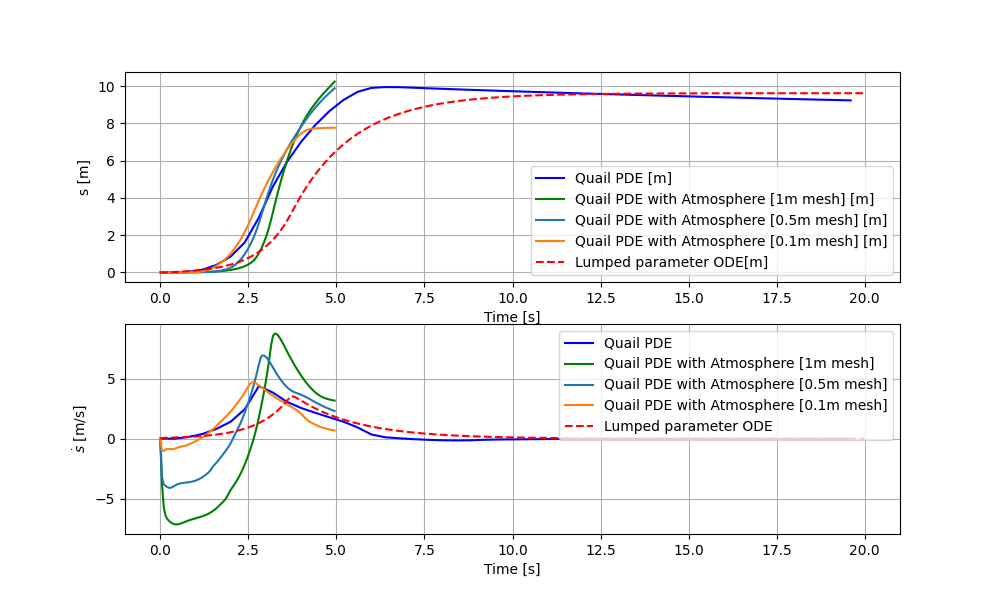 10
8
6
4
2
0
s [m]
Quail PDE [m]
Quail PDE with Atmosphere [1m mesh] [m]
Quail PDE with Atmosphere [0.5m mesh] [m]
Quail PDE with Atmosphere [0.1m mesh] [m]
Lumped parameter ODE[m]
0.0 2.5 5.0 7.5 10.0 12.5 15.0 17.5 20.0
Time [s]
5
0
−5
ṡ [m/s]
Quail PDE
Quail PDE with Atmosphere [1m mesh]
Quail PDE with Atmosphere [0.5m mesh]
Quail PDE with Atmosphere [0.1m mesh]
Lumped parameter ODE
0.0 2.5 5.0 7.5 10.0 12.5 15.0 17.5 20.0
Time [s]